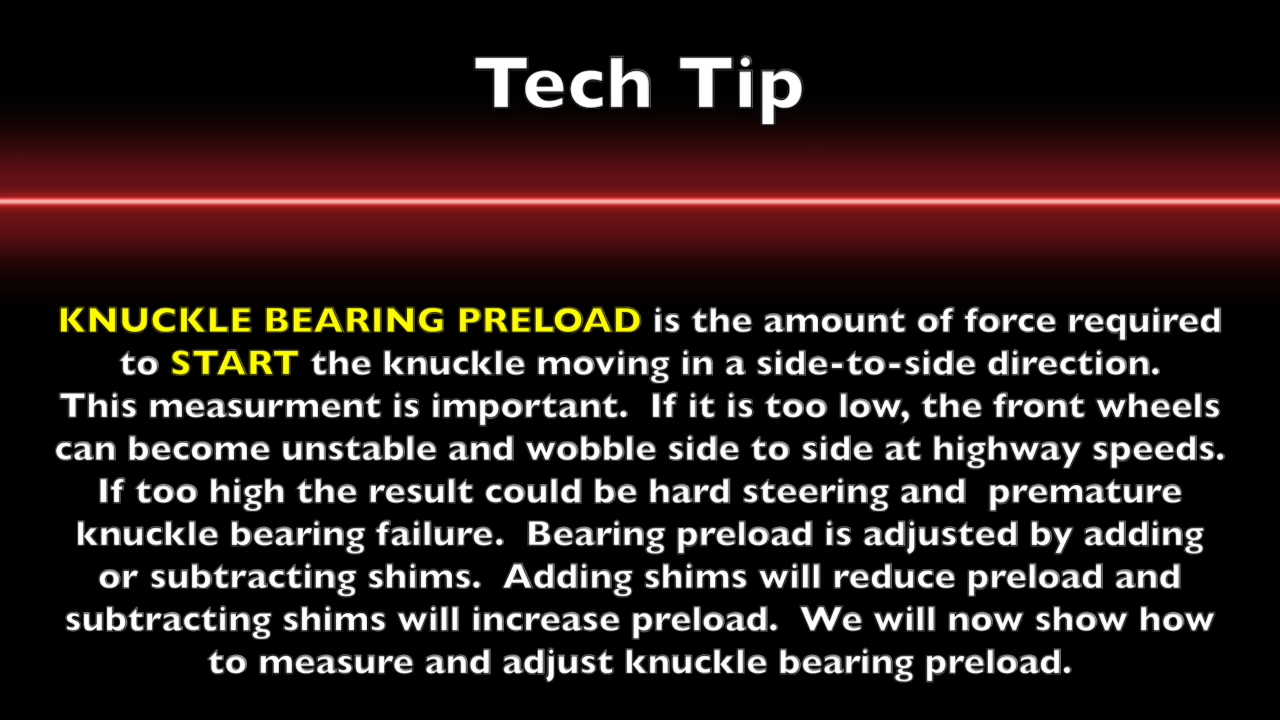 Tech Tip
KNUCKLE BEARING PRELOAD is the amount of force required
to START the knuckle moving in a side-to-side direction.
This measurment is important.  If it is too low, the front wheels
can become unstable and wobble side to side at highway speeds.
If too high the result could be hard steering and  premature
knuckle bearing failure.  Bearing preload is adjusted by adding
or subtracting shims.  Adding shims will reduce preload and
subtracting shims will increase preload.  We will now show how
to measure and adjust knuckle bearing preload.